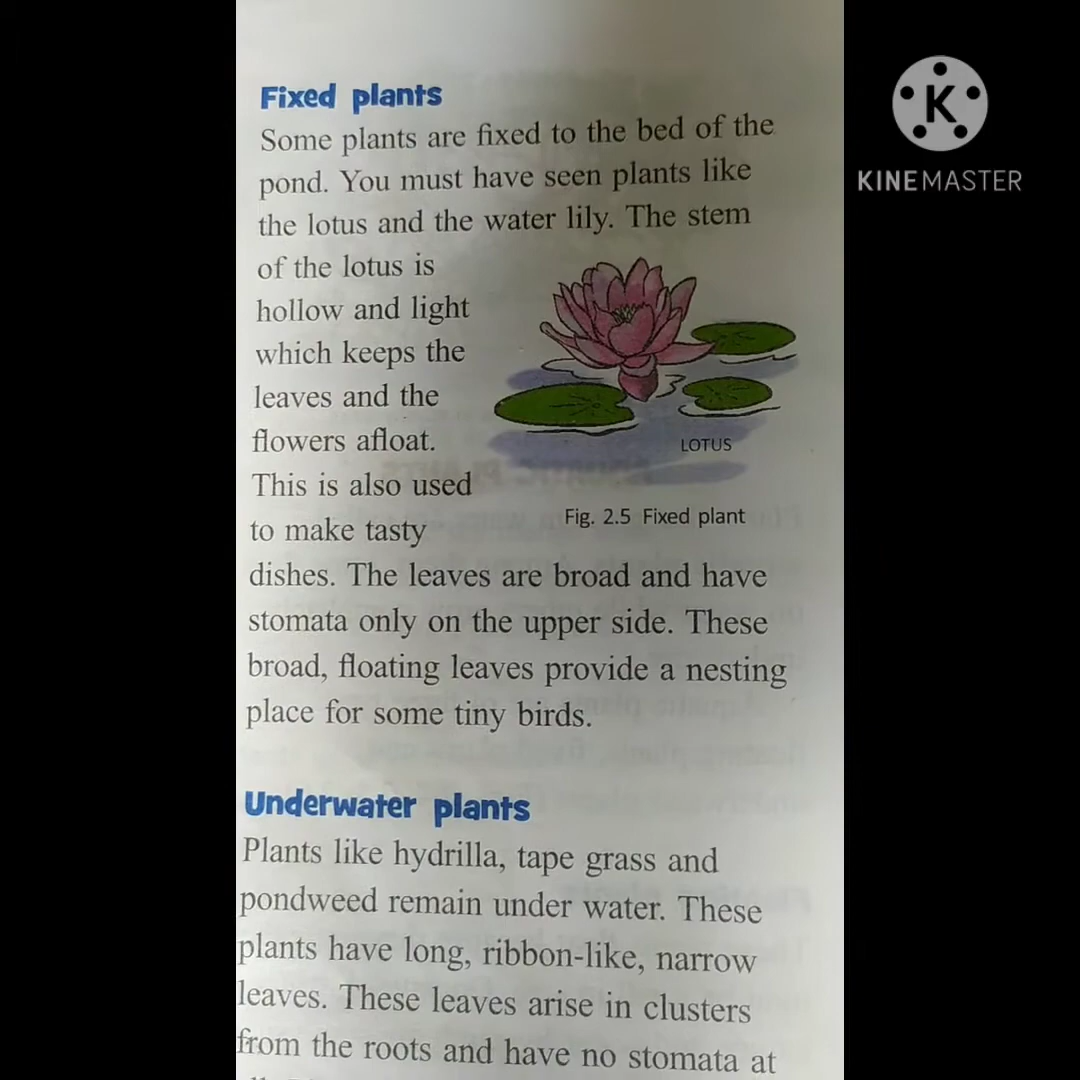 Fixed plants
Some plants are fixed to the bed of the
pond. You must have seen plants like
the lotus and the water lily. The stem
of the lotus is
hollow and light
which keeps the
leaves and the
flowers afloat.
This is also used
to make tasty
dishes. The leaves are broad and have
stomata only on the upper side. These
broad, floating leaves provide a nesting
place for some tiny birds.
LOTUS
Fig. 2.5 Fixed plant
Underwater plants
Plants like hydrilla, tape grass and
pondweed remain under water. These
plants have long, ribbon-like, narrow
leaves. These leaves arise in clusters
from the roots and have no stomata at
K
KINEMASTER